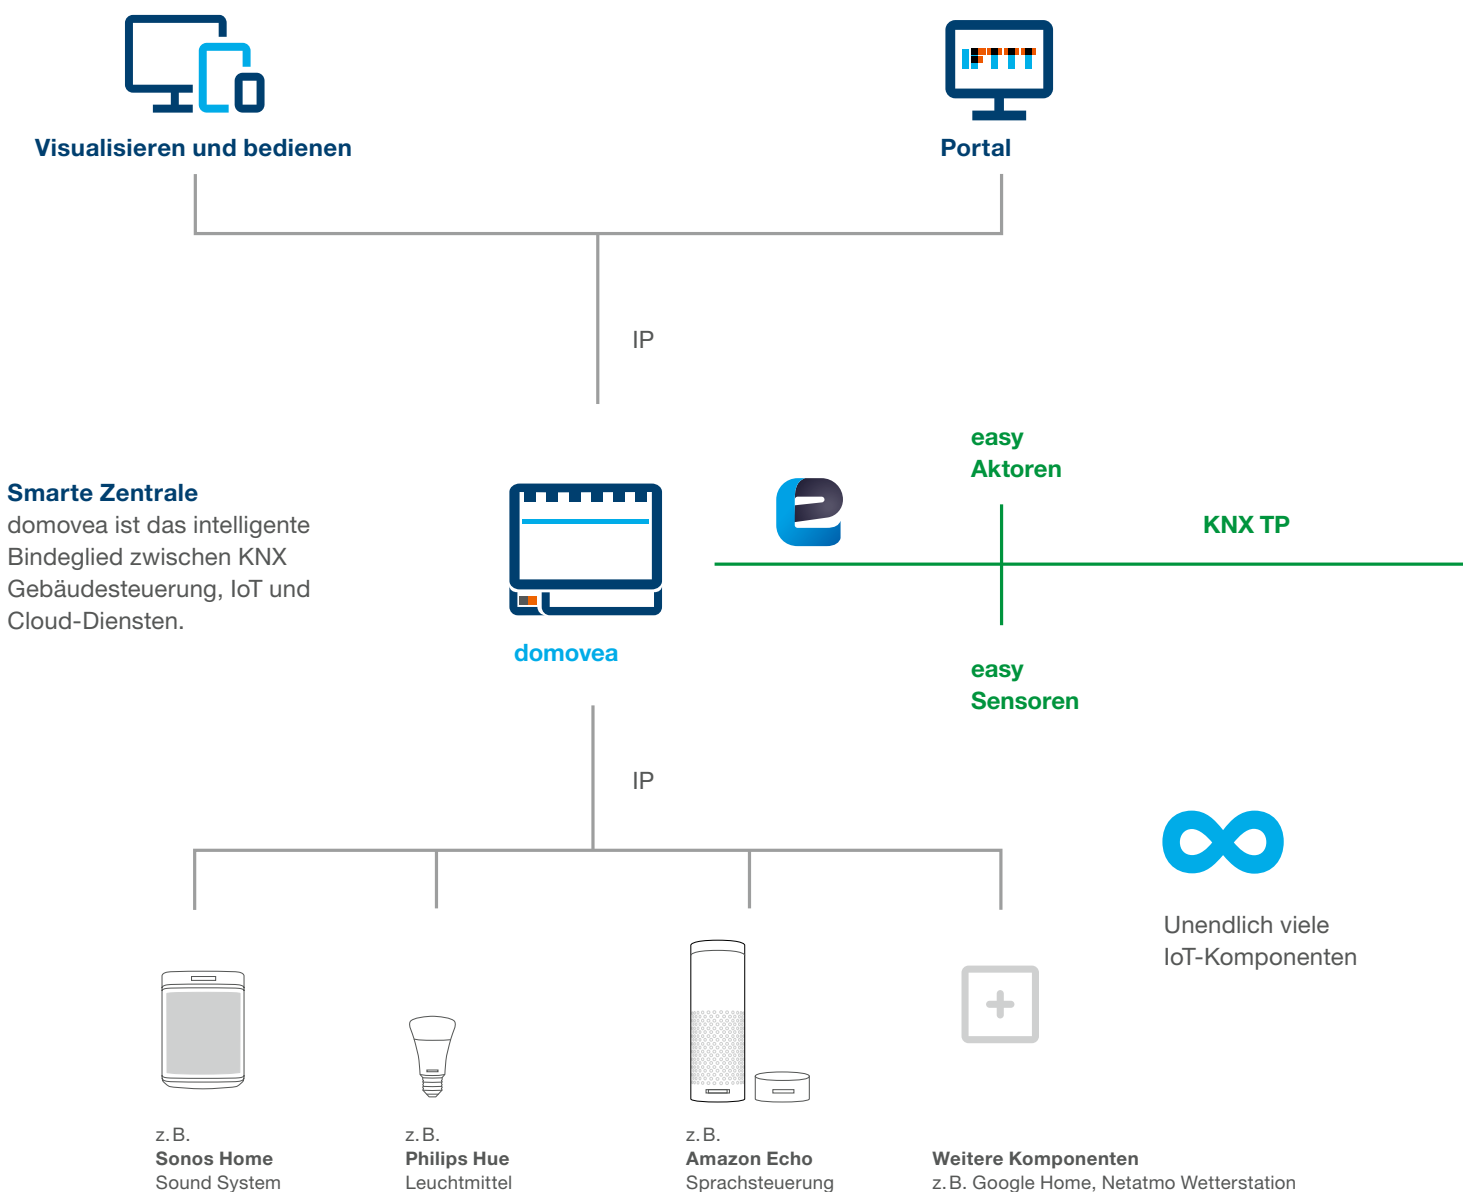 IFTTT
Visualisieren und bedienen
Portal
IP
easy
Aktoren
Smarte Zentrale
domovea ist das intelligente
Bindeglied zwischen KNX
Gebäudesteuerung, IoT und
Cloud-Diensten.
KNX TP
domovea
easy
Sensoren
IP
Unendlich viele
IoT-Komponenten
z. B.
Sonos Home
Sound System
z. B.
Philips Hue
Leuchtmittel
z. B.
Amazon Echo
Sprachsteuerung
Weitere Komponenten
z. B. Google Home, Netatmo Wetterstation